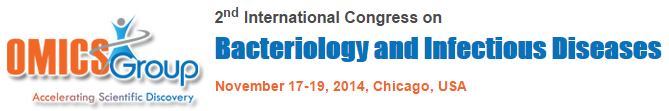 OMICS Group
Accelerating Scientific Discovery
2nd International Congress on
Bacteriology and Infectious Diseases
November 17-19, 2014, Chicago, USA